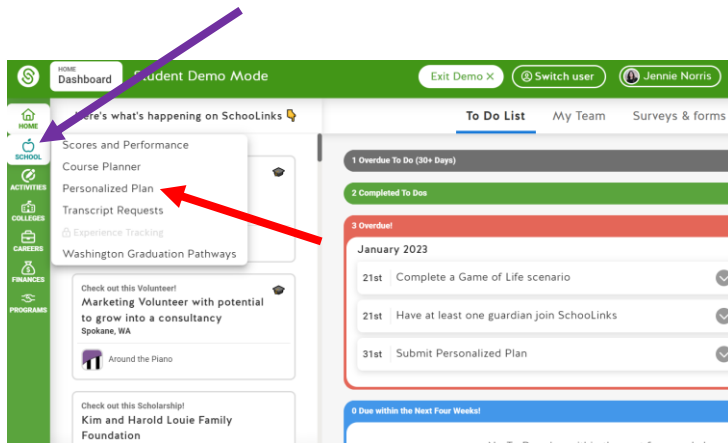 HOME
Dashboard
Student Demo Mode
Exit Demo ×
Switch user
Jennie Norris
HOME
SCHOOL
ACTIVITIES
COLLEGES
CAREERS
FINANCES
PROGRAMS
Here's what's happening on SchooLinks
Scores and Performance
Course Planner
Personalized Plan
Transcript Requests
Experience Tracking
Washington Graduation Pathways
Check out this Volunteer!
Marketing Volunteer with potential
to grow into a consultancy
Spokane, WA
Around the Piano
Check out this Scholarship!
Kim and Harold Louie Family
Foundation
To Do List
My Team
Surveys & forms
1 Overdue To Do (30+ Days)
2 Completed To Dos
3 Overdue!
January 2023
21st Complete a Game of Life scenario
21st Have at least one guardian join SchooLinks
31st Submit Personalized Plan
0 Due within the Next Four Weeks!